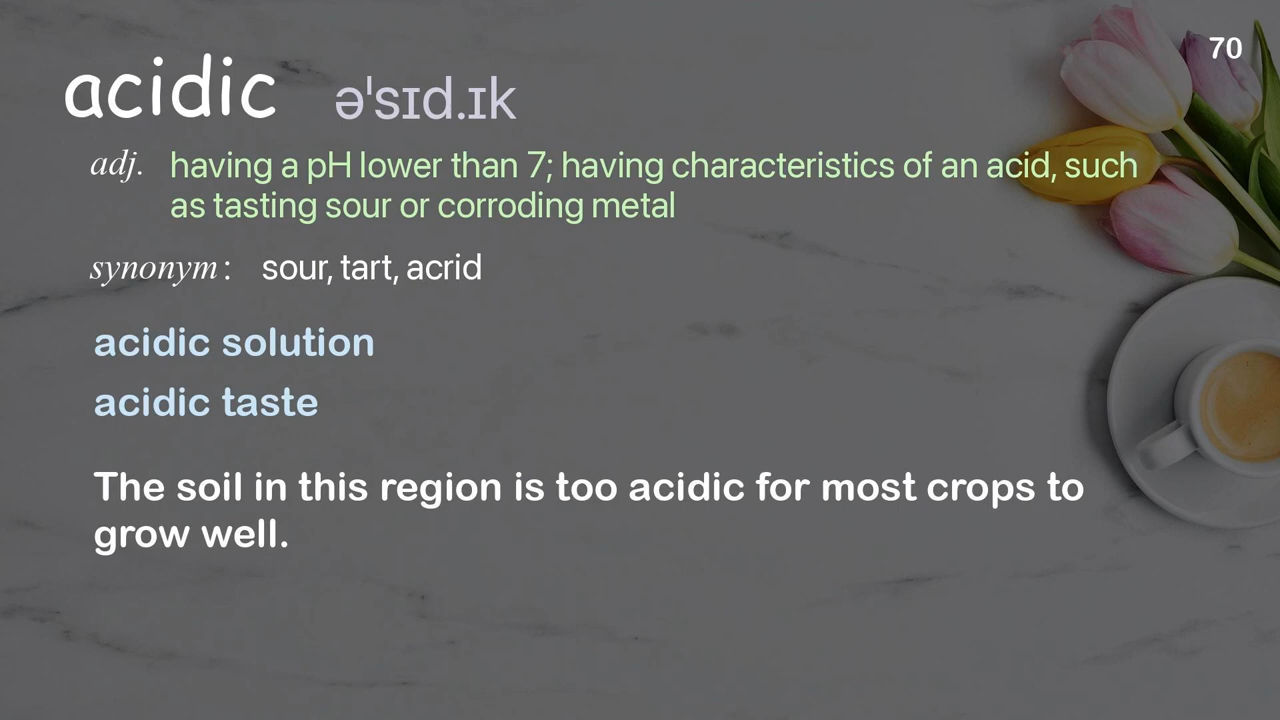 70
acidic əˈsɪd.ɪk
adj. having a pH lower than 7; having characteristics of an acid, such
as tasting sour or corroding metal
synonym: sour, tart, acrid
acidic solution
acidic taste
The soil in this region is too acidic for most crops to
grow well.